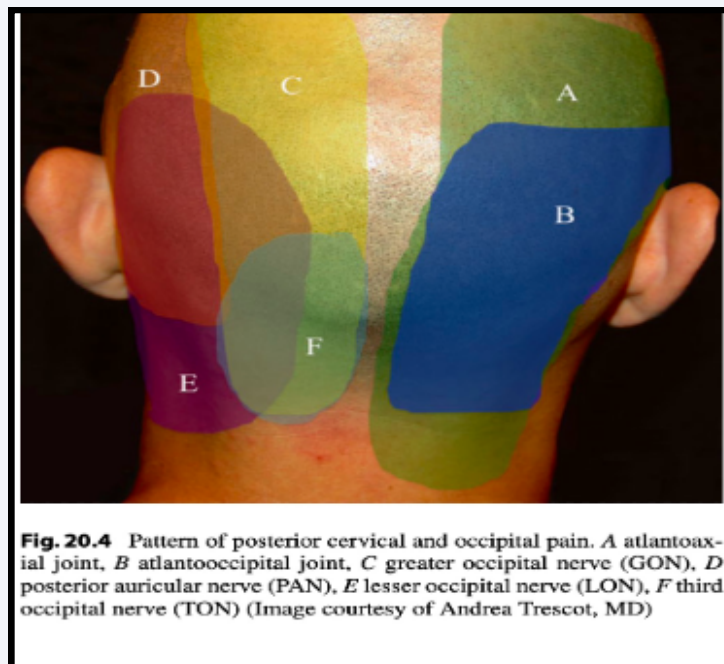 D
C
A
B
F
E
Fig. 20.4 Pattern of posterior cervical and occipital pain. A atlantoax-
ial joint, B atlantooccipital joint, C greater occipital nerve (GON), D
posterior auricular nerve (PAN), E lesser occipital nerve (LON), F third
occipital nerve (TON) (Image courtesy of Andrea Trescot, MD)